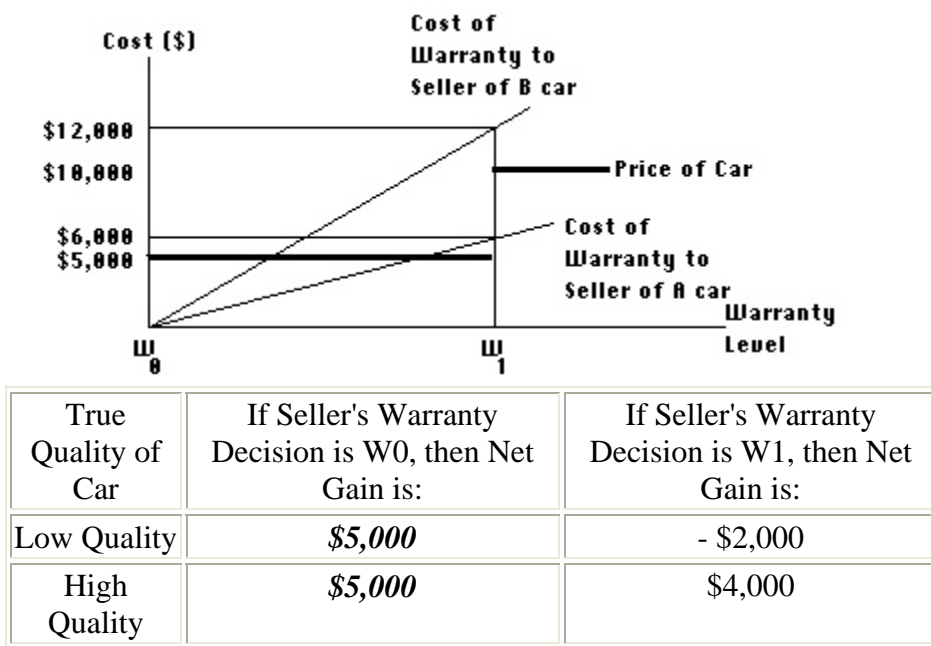 Cost ($)
Cost of
Warranty to
Seller of B car
$12,000
$10,000
Price of Car
$6,000
$5,000
Cost of
Warranty to
Seller of A car
Warranty
Level
W0
W1
True
Quality of
Car
If Seller's Warranty
Decision is W0, then Net
Gain is:
If Seller's Warranty
Decision is W1, then Net
Gain is:
Low Quality
$5,000
- $2,000
High
Quality
$5,000
$4,000